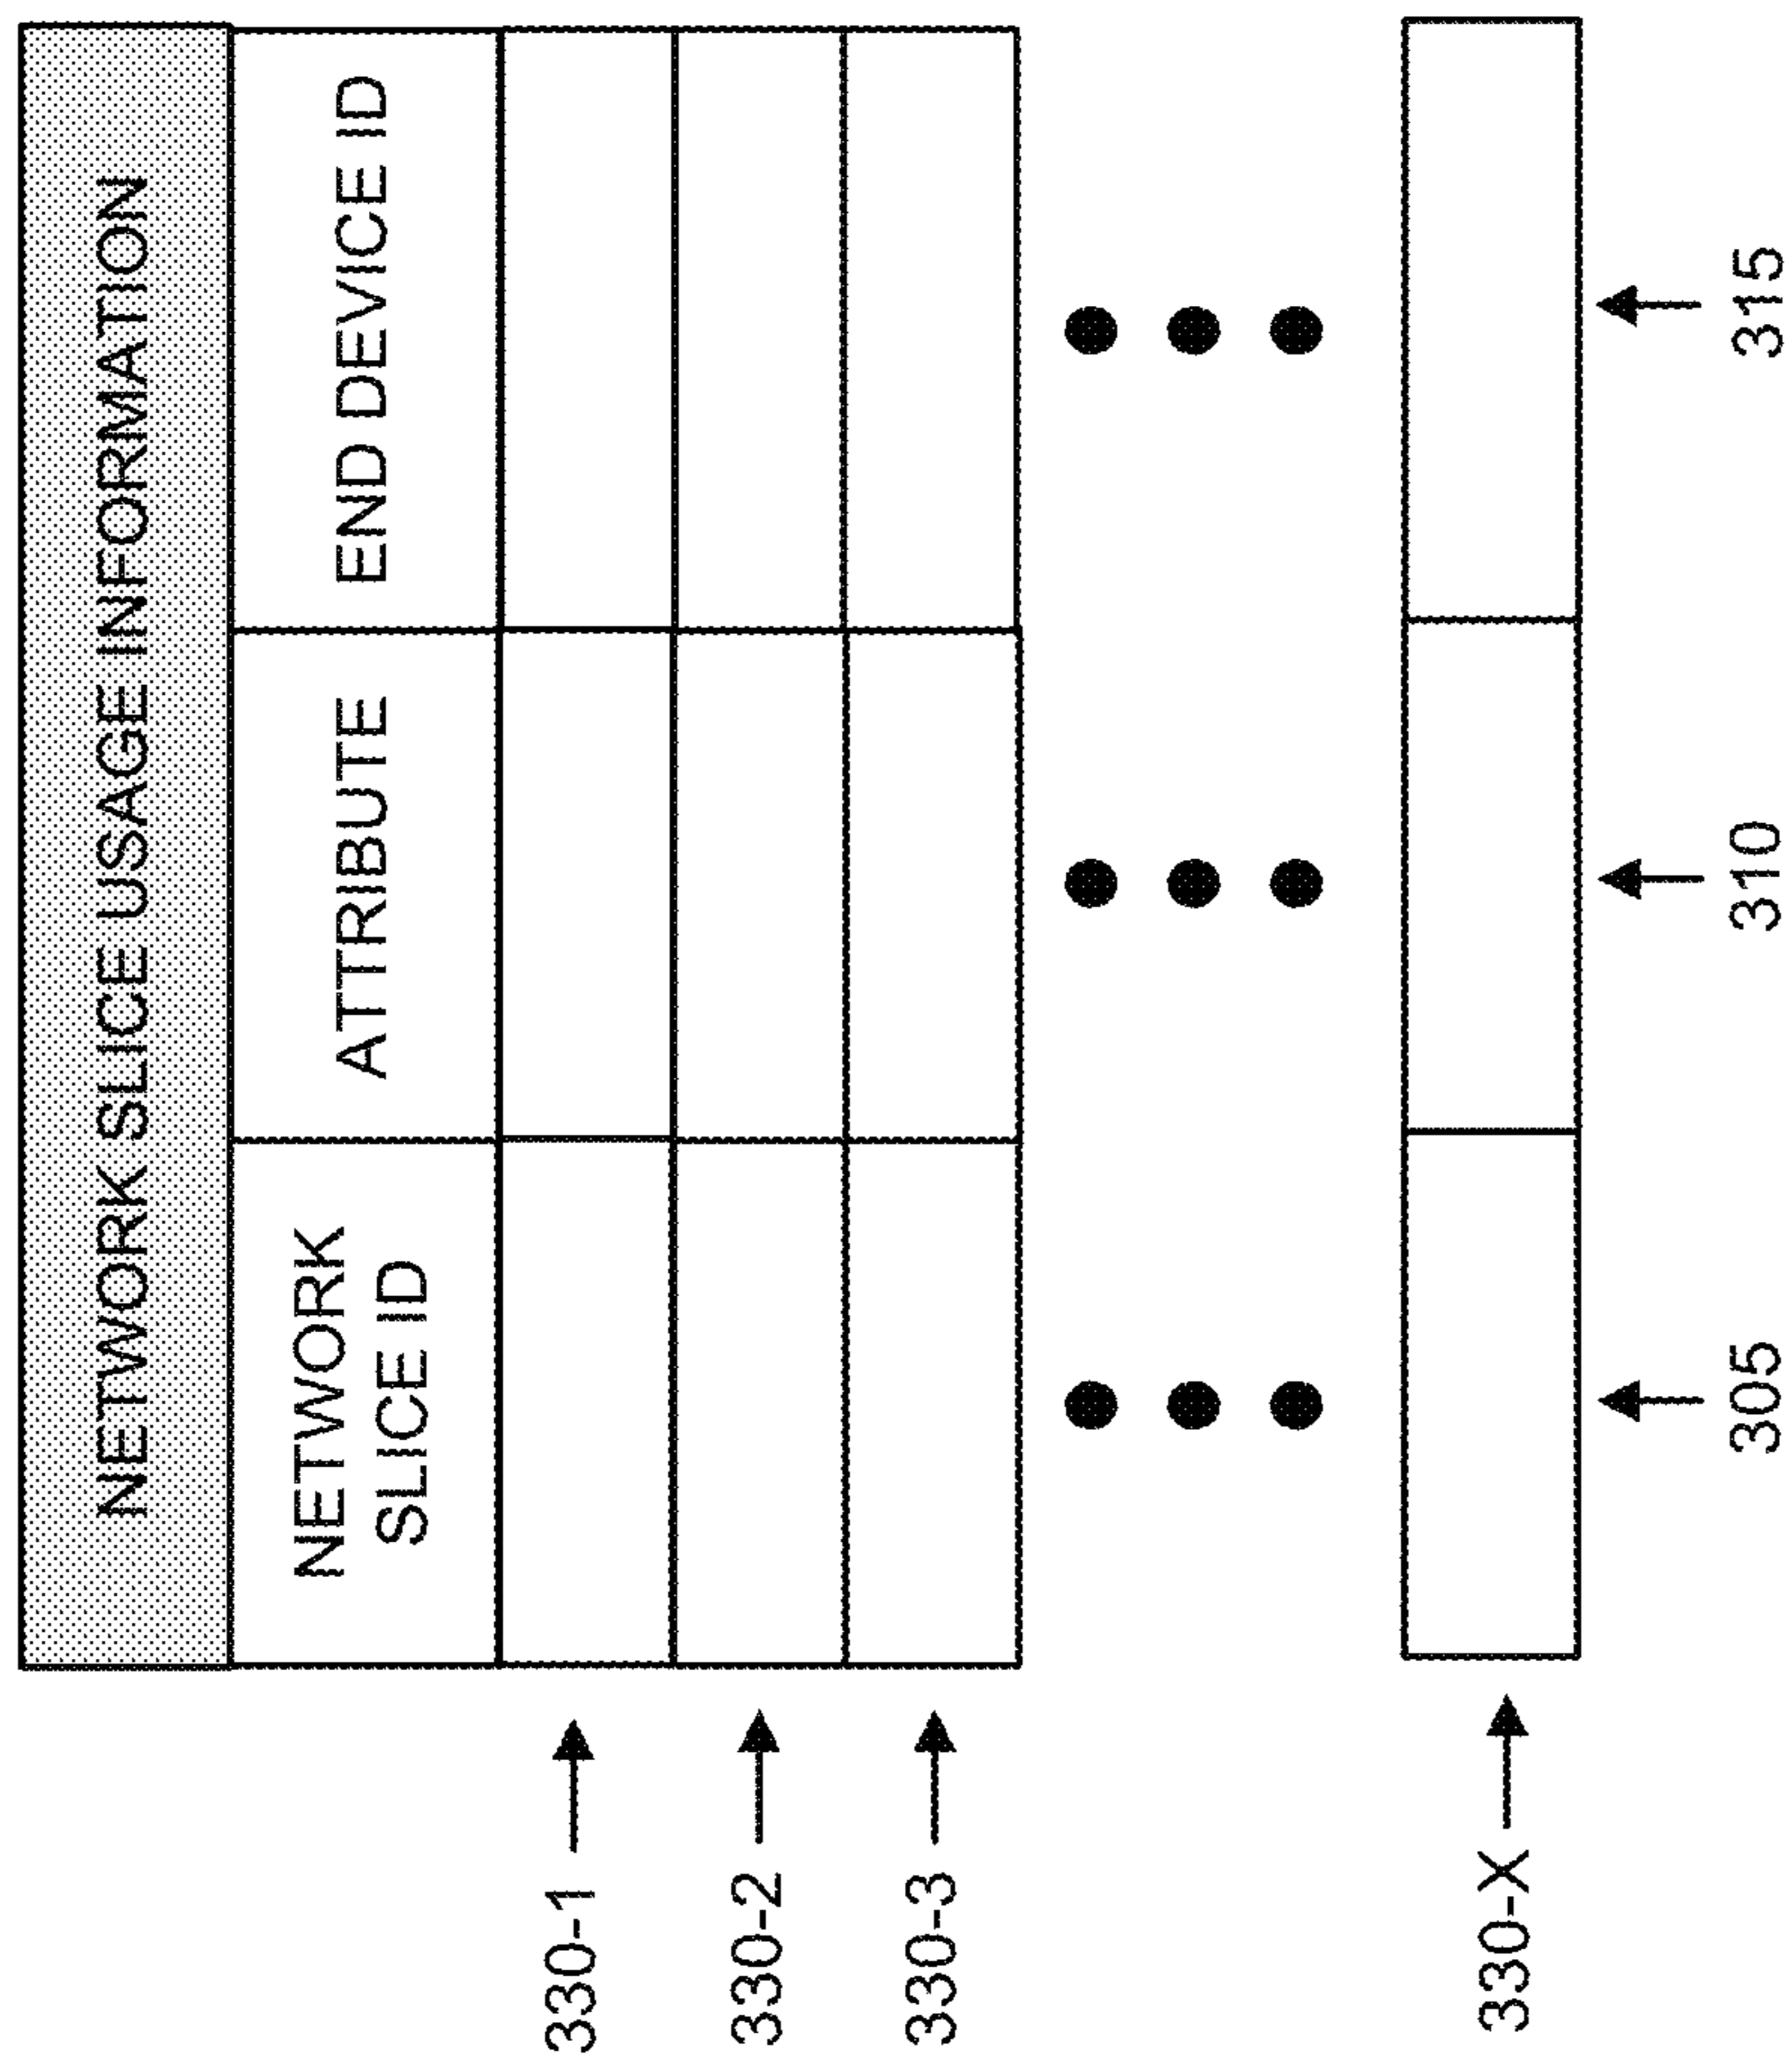 NETWORK SLICE USAGE INFORMATION
NETWORK
SLICE ID
ATTRIBUTE
END DEVICE ID
330-1
330-2
330-3
330-X
305
310
315